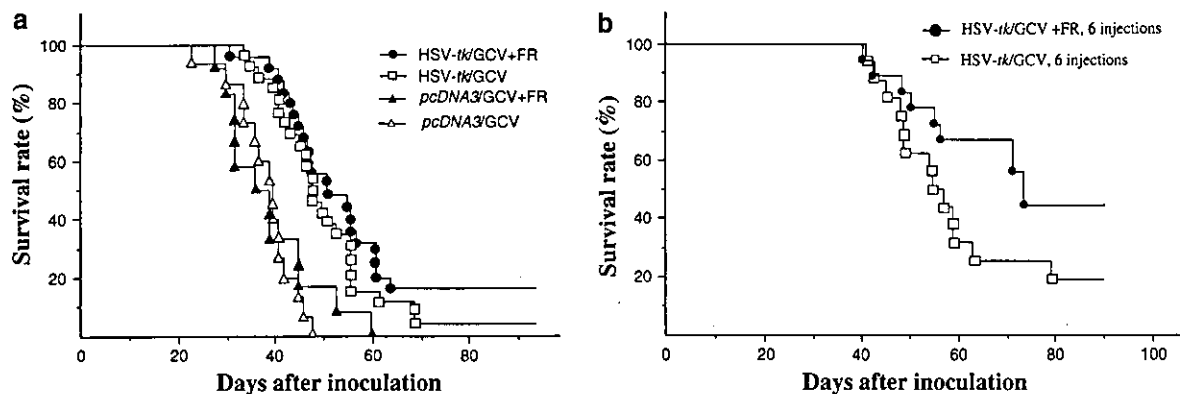 a
HSV-tk/GCV+FR
HSV-tk/GCV
pcDNA3/GCV+FR
pcDNA3/GCV
Survival rate (%)
100
80
60
40
20
0
20
40
60
80
Days after inoculation
b
HSV-tk/GCV +FR, 6 injections
HSV-tk/GCV, 6 injections
Survival rate (%)
100
80
60
40
20
0
0
20
40
60
80
100
Days after inoculation